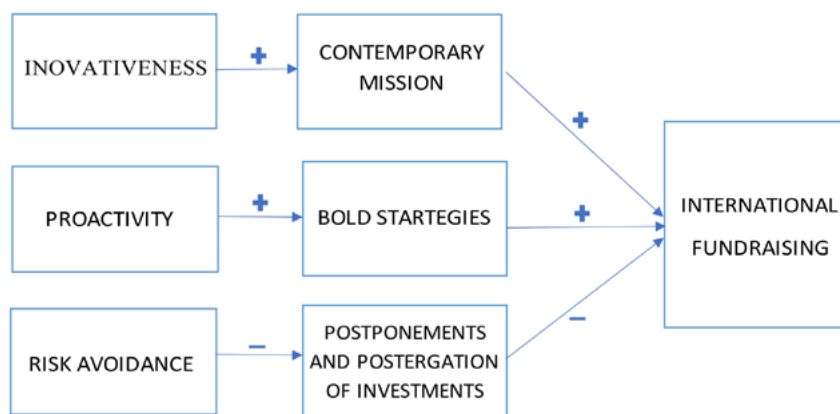 INOVATIVENESS
+
CONTEMPORARY
MISSION
+
PROACTIVITY
+
BOLD STARTEGIES
+
INTERNATIONAL
FUNDRAISING
RISK AVOIDANCE
–
POSTPONEMENTS
AND POSTERGATION
OF INVESTMENTS
–